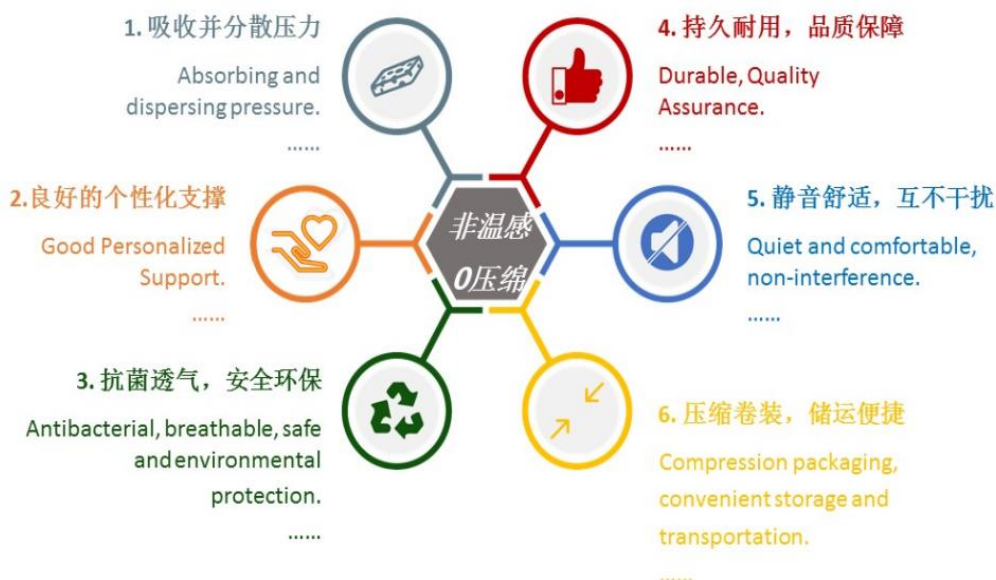 1. 吸收并分散压力
Absorbing and
dispersing pressure.
......
2.良好的个性化支撑
Good Personalized
Support.
......
3. 抗菌透气，安全环保
Antibacterial, breathable, safe
and environmental
protection.
......
非温感
0压绵
4. 持久耐用，品质保障
Durable, Quality
Assurance.
......
5. 静音舒适，互不干扰
Quiet and comfortable,
non-interference.
......
6. 压缩卷装，储运便捷
Compression packaging,
convenient storage and
transportation.
......